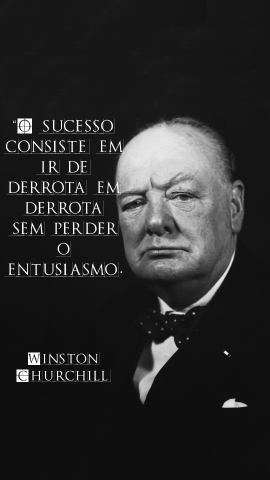 “O SUCESSO
CONSISTE EM
IR DE
DERROTA EM
DERROTA
SEM PERDER
O
ENTUSIASMO.
WINSTON
CHURCHILL